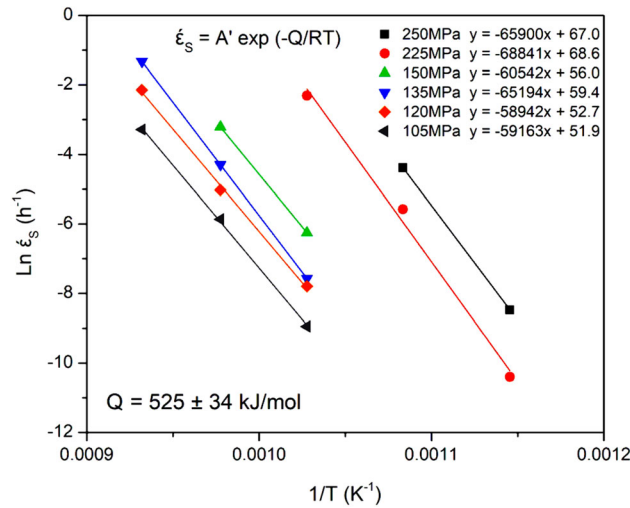 έ_S = A' exp (-Q/RT)
250MPa y = -65900x + 67.0
225MPa y = -68841x + 68.6
150MPa y = -60542x + 56.0
135MPa y = -65194x + 59.4
120MPa y = -58942x + 52.7
105MPa y = -59163x + 51.9
0
-2
-4
-6
-8
-10
-12
Ln έ_S (h⁻¹)
Q = 525 ± 34 kJ/mol
0.0009 0.0010 0.0011 0.0012
1/T (K⁻¹)